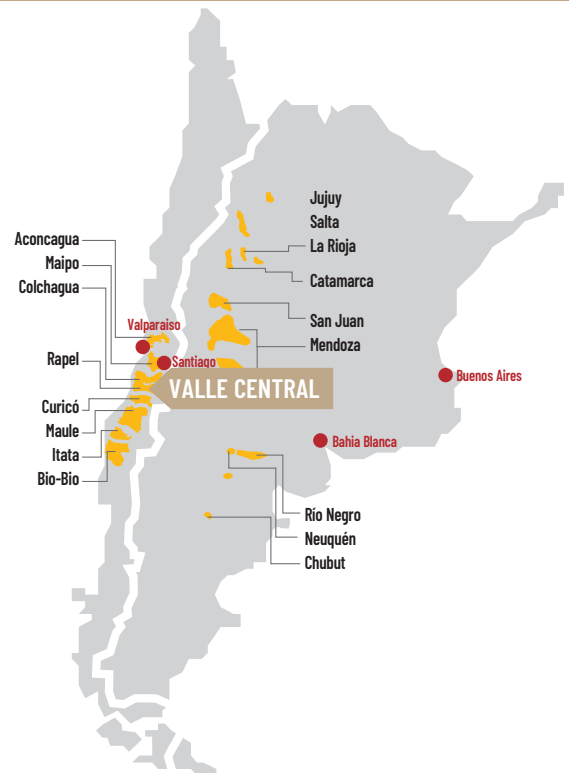 Jujuy
Salta
Aconcagua
La Rioja
Maipo
Catamarca
Colchagua
San Juan
Valparaiso
Mendoza
Rapel
Santiago
Buenos Aires
VALLE CENTRAL
Curicó
Maule
Bahia Blanca
Itata
Bio-Bio
Río Negro
Neuquén
Chubut